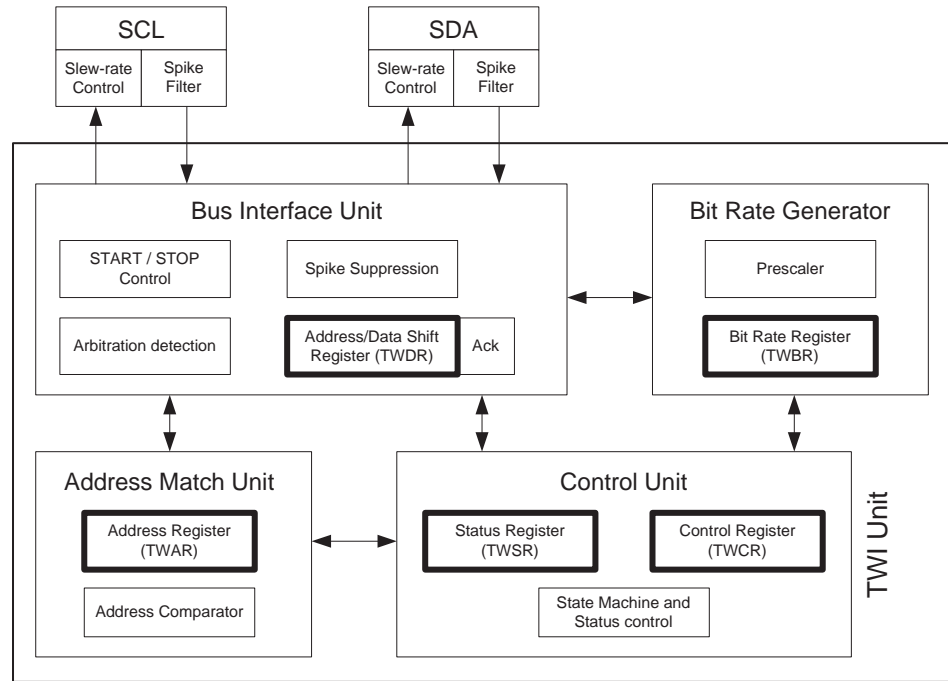 SCL
Slew-rate
Control
Spike
Filter
SDA
Slew-rate
Control
Spike
Filter
Bus Interface Unit
START / STOP
Control
Spike Suppression
Arbitration detection
Address/Data Shift
Register (TWDR)
Ack
Bit Rate Generator
Prescaler
Bit Rate Register
(TWBR)
Address Match Unit
Address Register
(TWAR)
Address Comparator
Control Unit
Status Register
(TWSR)
Control Register
(TWCR)
State Machine and
Status control
TWI Unit